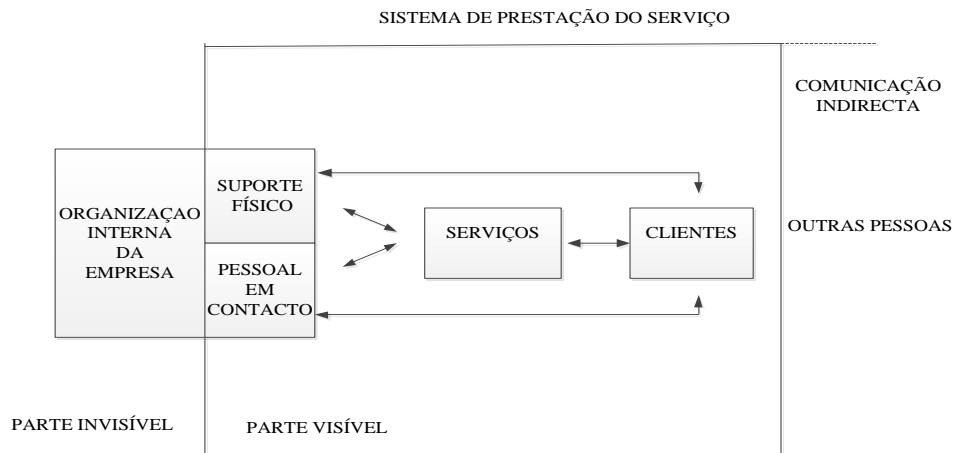 SISTEMA DE PRESTAÇÃO DO SERVIÇO
COMUNICAÇÃO
INDIRECTA
ORGANIZAÇAO
INTERNA
DA
EMPRESA
SUPORTE
FÍSICO
PESSOAL
EM
CONTACTO
SERVIÇOS
CLIENTES
OUTRAS PESSOAS
PARTE INVISÍVEL
PARTE VISÍVEL